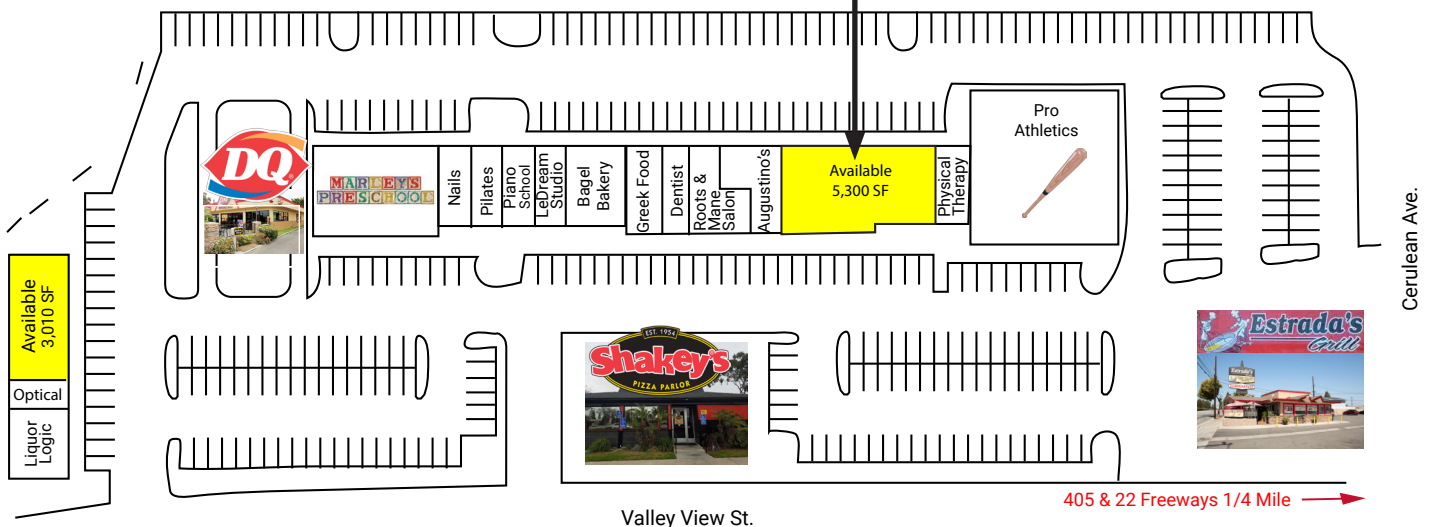 DQ
MARLEYS
PRESCHOOL
Nails
Pilates
Piano
School
LeDream
Studio
Bagel
Bakery
Greek Food
Dentist
Roots &
Mane
Salon
Augustino's
Available
5,300 SF
Physical
Therapy
Pro
Athletics
Cerulean Ave.
Available
3,010 SF
Optical
Liquor
Logic
EST. 1954
Shakey's
PIZZA PARLOR
Estrada's
Grill
405 & 22 Freeways 1/4 Mile
Valley View St.